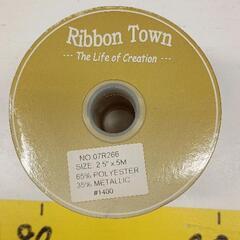 Ribbon Town
The Life of Creation
NO.07R266
SIZE: 2.5" x 5M
65% POLYESTER
35% METALLIC
#1400